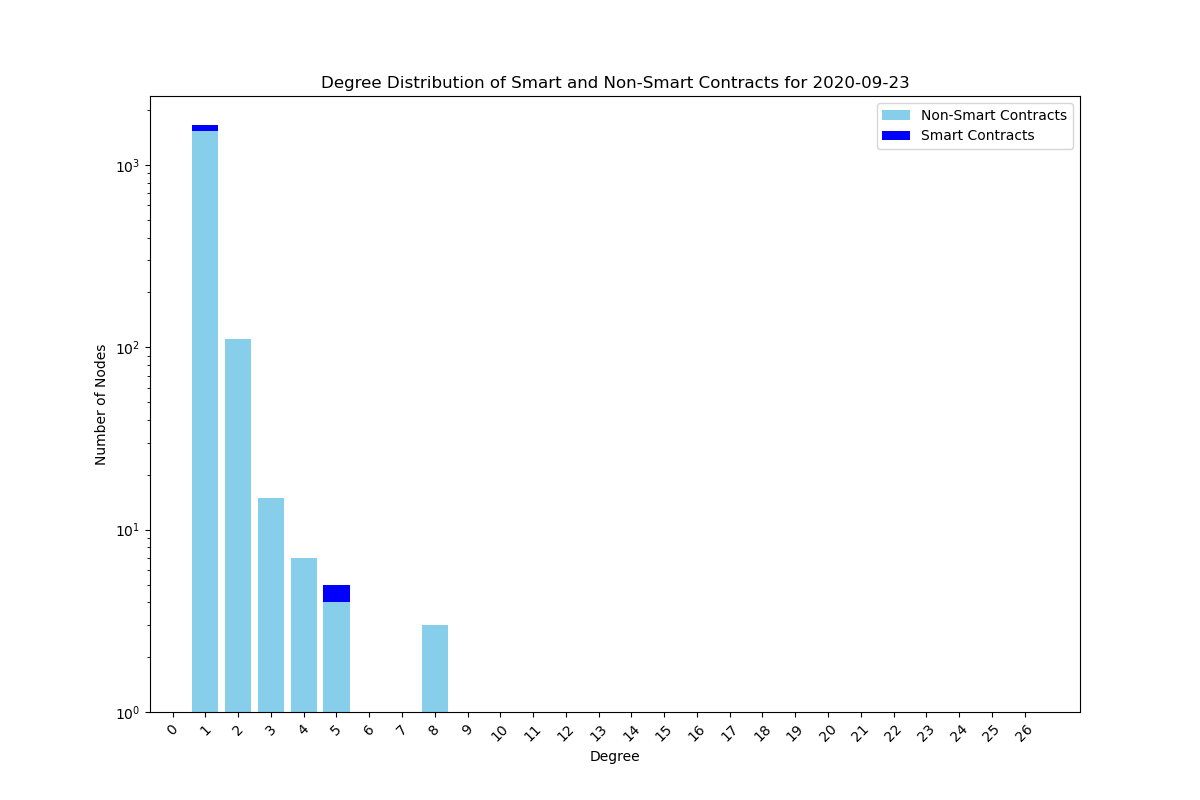 Degree Distribution of Smart and Non-Smart Contracts for 2020-09-23
Non-Smart Contracts
Smart Contracts
Number of Nodes
10³
10²
10¹
10⁰
0 1 2 3 4 5 6 7 8 9 10 11 12 13 14 15 16 17 18 19 20 21 22 23 24 25 26
Degree